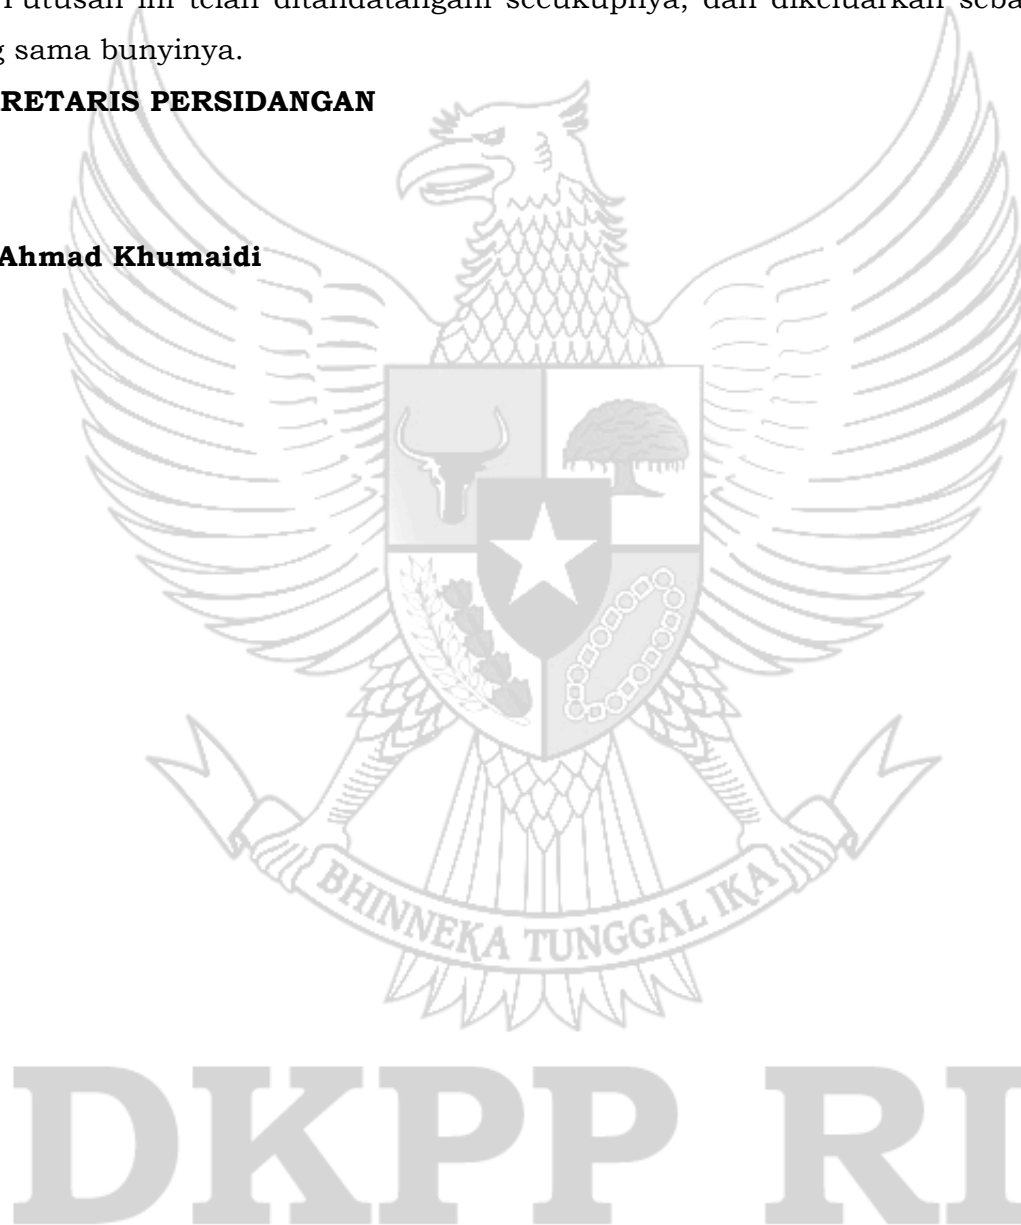 Putusan ini telah ditandatangani secukupnya, dan dikeluarkan seba
g sama bunyinya.
RETARIS PERSIDANGAN
Ahmad Khumaidi
BHINNEKA TUNGGAL IKA
DKPP RI